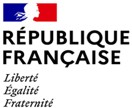 RÉPUBLIQUE
FRANÇAISE
Liberté
Égalité
Fraternité